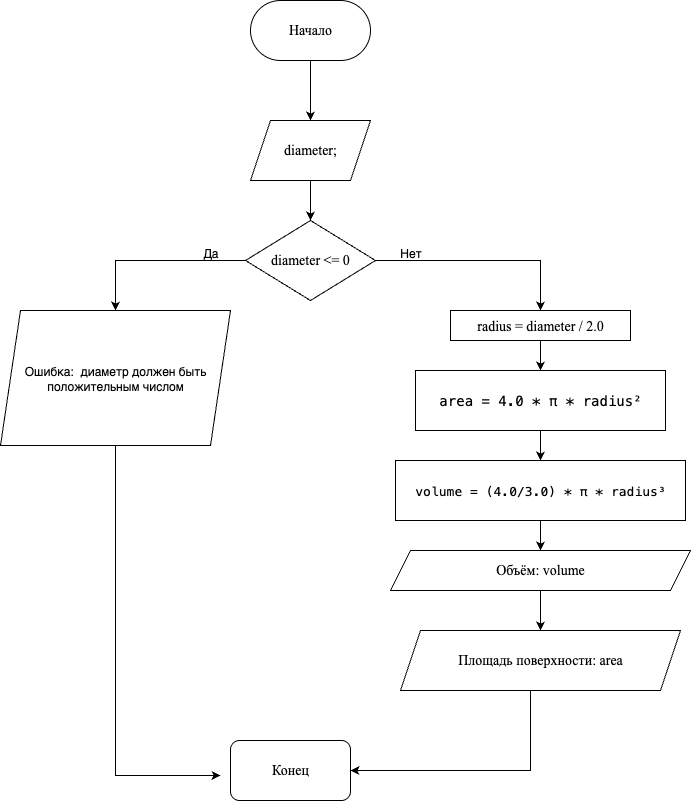 Начало
diameter;
Да
diameter <= 0
Нет
radius = diameter / 2.0
Ошибка: диаметр должен быть
положительным числом
area = 4.0 * π * radius²
volume = (4.0/3.0) * π * radius³
Объём: volume
Площадь поверхности: area
Конец